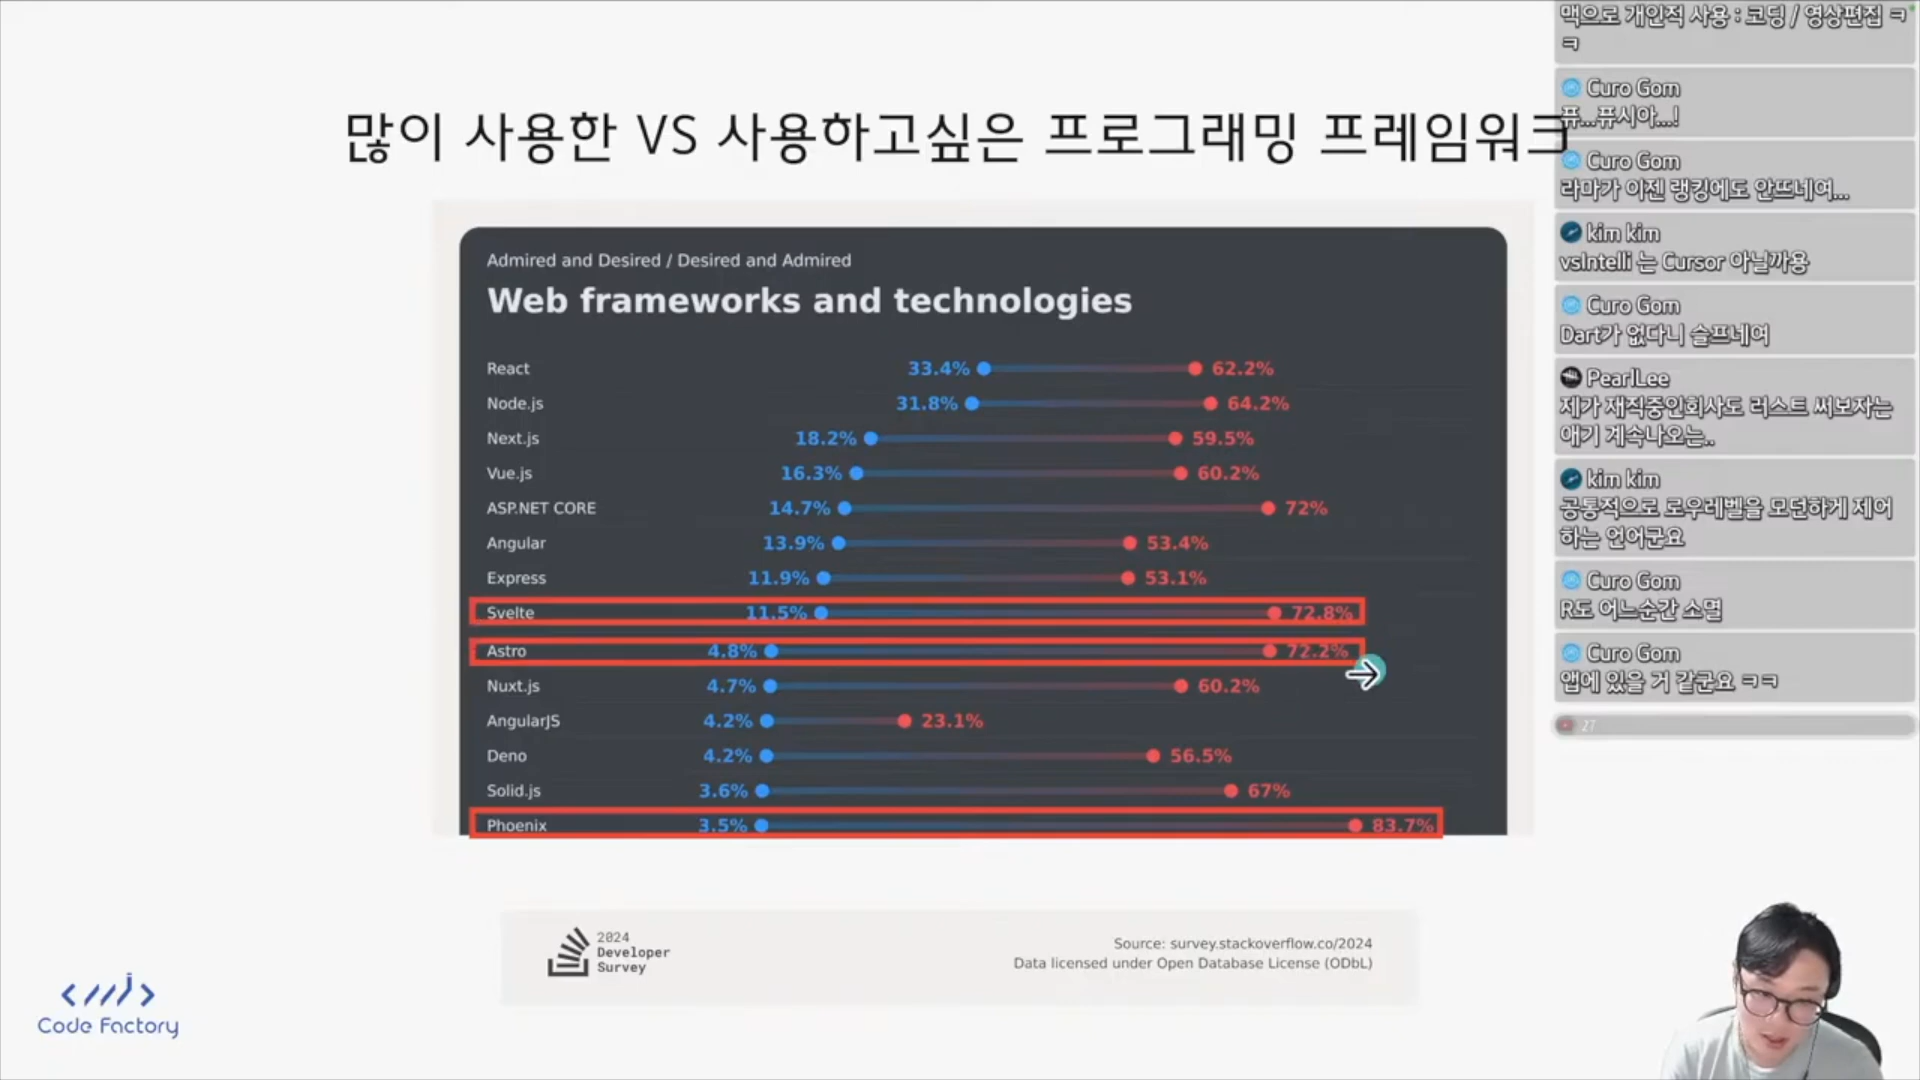 많이 사용한 VS 사용하고싶은 프로그래밍 프레임워크
Admired and Desired / Desired and Admired
Web frameworks and technologies
React 33.4% 62.2%
Node.js 31.8% 64.2%
Next.js 18.2% 59.5%
Vue.js 16.3% 60.2%
ASP.NET CORE 14.7% 72%
Angular 13.9% 53.4%
Express 11.9% 53.1%
Svelte 11.5% 72.8%
Astro 4.8% 72.2%
Nuxt.js 4.7% 60.2%
AngularJS 4.2% 23.1%
Deno 4.2% 56.5%
Solid.js 3.6% 67%
Phoenix 3.5% 83.7%
2024
Developer
Survey
Source: survey.stackoverflow.co/2024
Data licensed under Open Database License (ODbL)
Code Factory
맥으로 개인적 사용 : 코딩 / 영상편집 ㅋ
ㅋ
Curo Gom
퓨...퓨시아...!
Curo Gom
라마가 이젠 랭킹에도 안뜨네여...
kim kim
vsIntelli 는 Cursor 아닐까용
Curo Gom
Dart가 없다니 슬프네여
PearlLee
제가 재직중인회사도 러스트 써보자는
얘기 계속나오는..
kim kim
공통적으로 로우레벨을 모던하게 제어
하는 언어군요
Curo Gom
R도 어느순간 소멸
Curo Gom
앱에 있을 거 같군요 ㅋㅋ
27